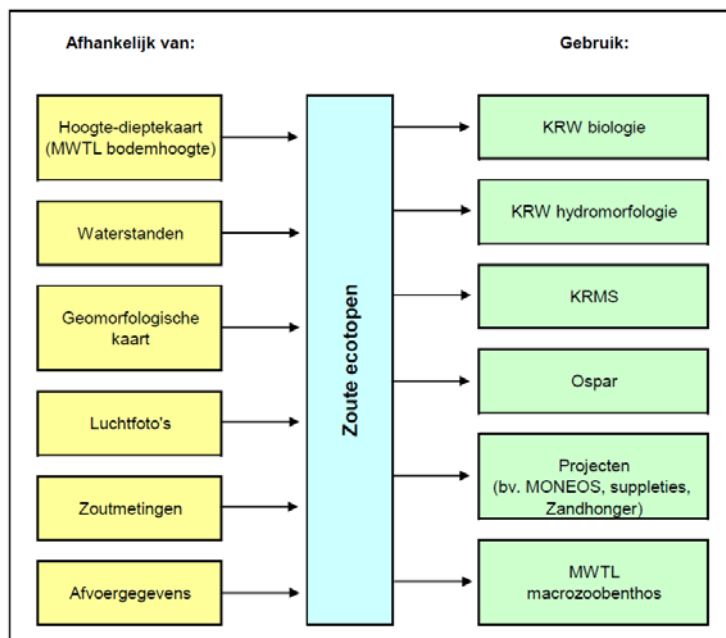 Afhankelijk van:
Gebruik:
Hoogte-dieptekaart
(MWTL bodemhoogte)
Waterstanden
Geomorfologische
kaart
Luchtfoto's
Zoutmetingen
Afvoergegevens
Zoute ecotopen
KRW biologie
KRW hydromorfologie
KRMS
Ospar
Projecten
(bv. MONEOS, suppleties,
Zandhonger)
MWTL
macrozoobenthos